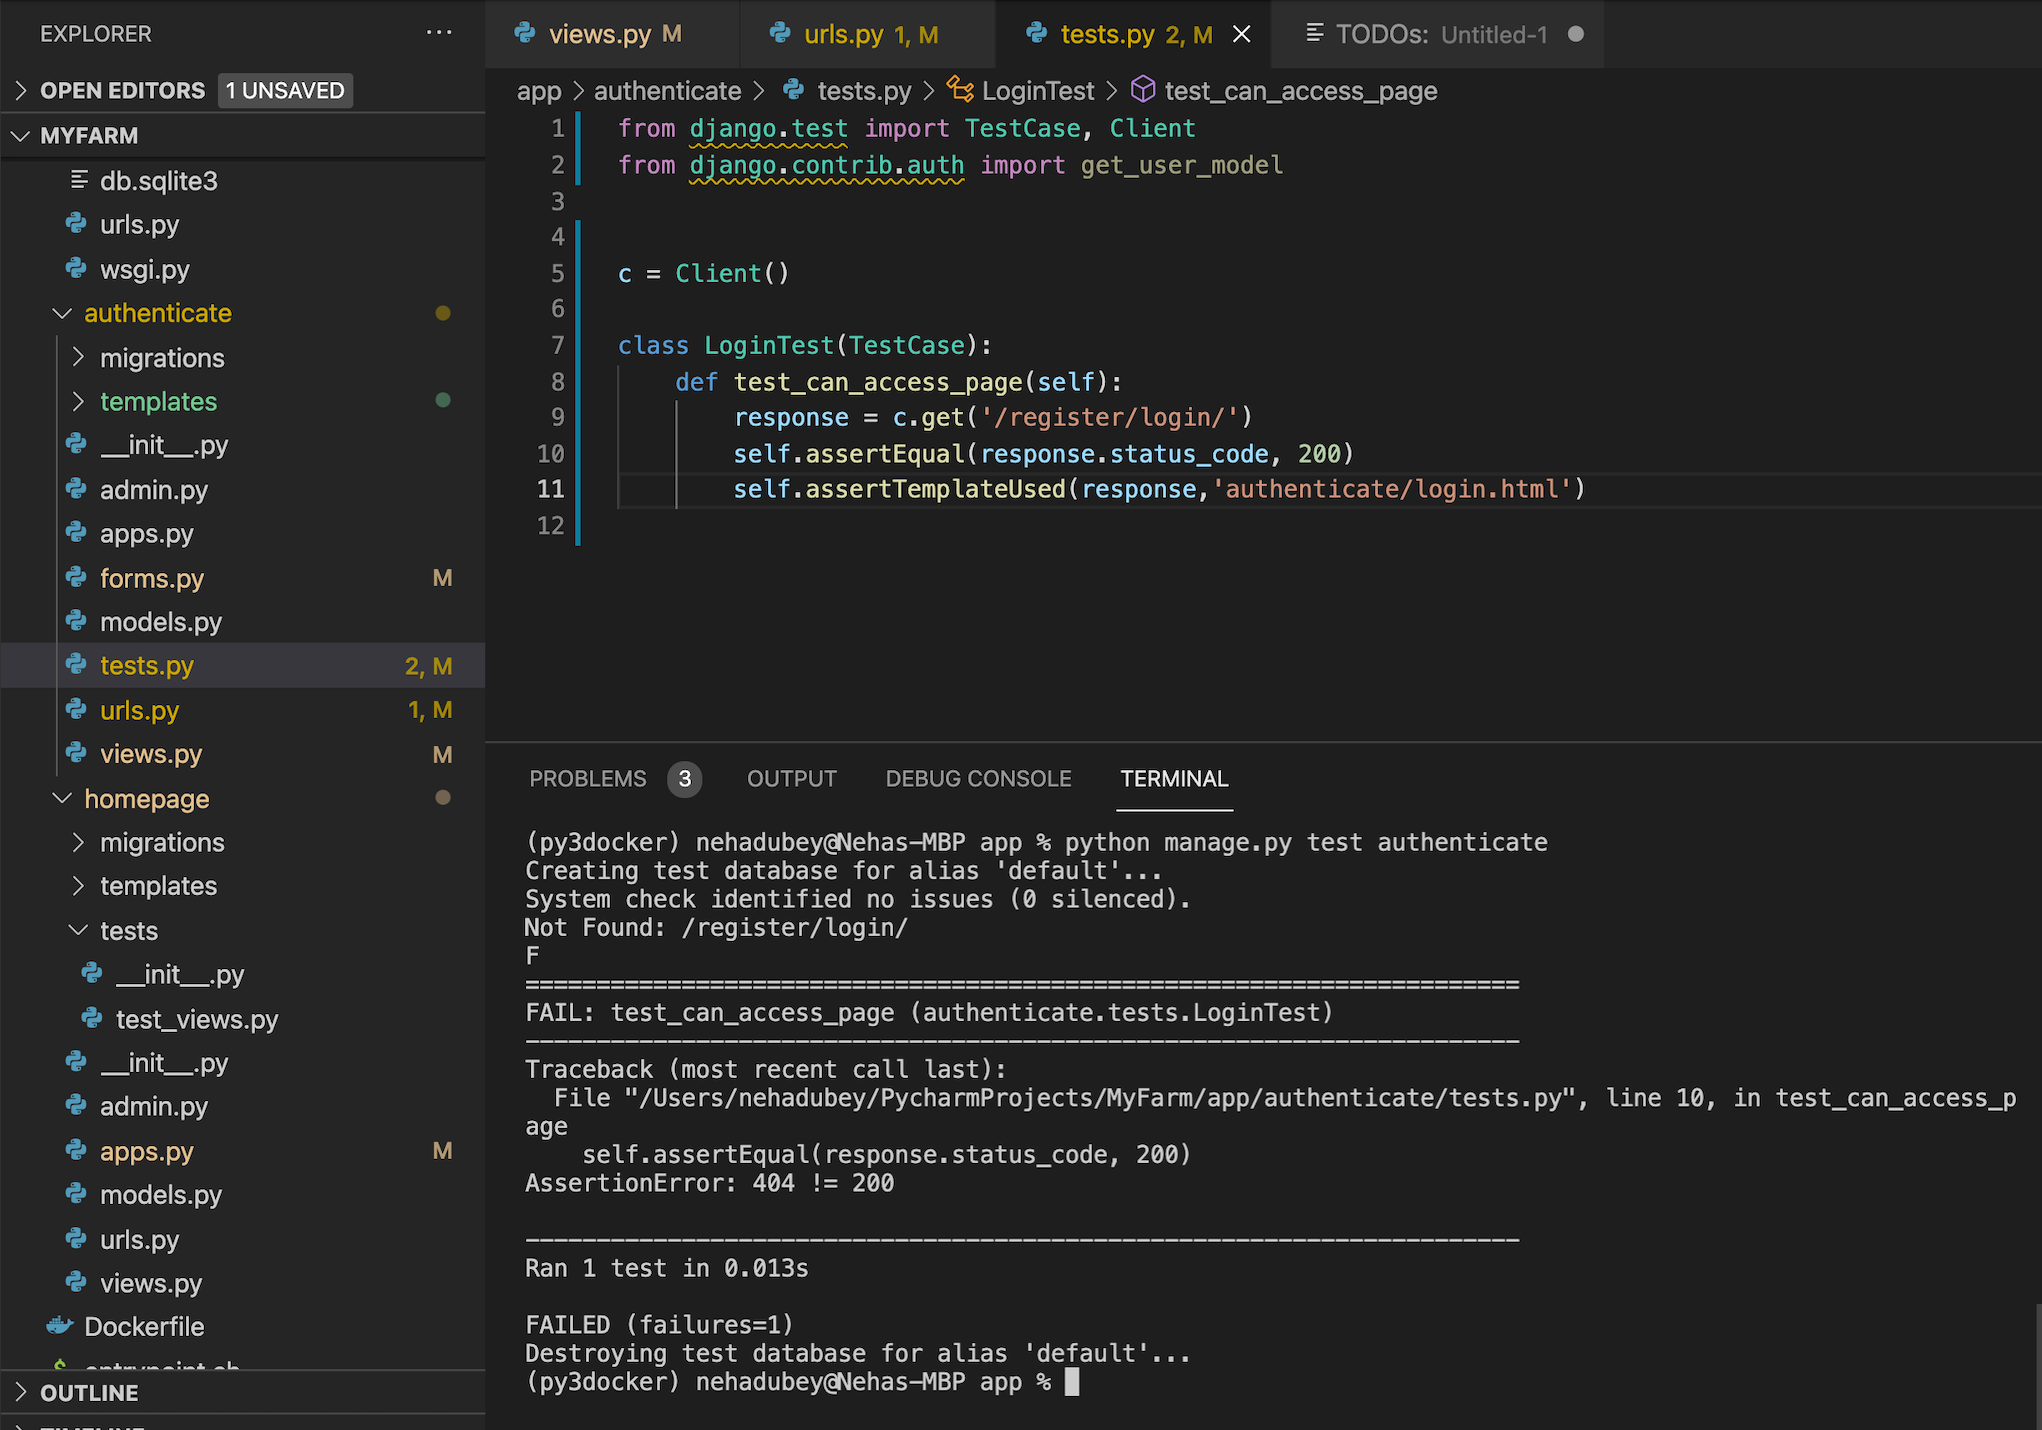 EXPLORER
OPEN EDITORS 1 UNSAVED
MYFARM
db.sqlite3
urls.py
wsgi.py
authenticate
migrations
templates
__init__.py
admin.py
apps.py
forms.py M
models.py
tests.py 2, M
urls.py 1, M
views.py M
homepage
migrations
templates
tests
__init__.py
test_views.py
__init__.py
admin.py
apps.py M
models.py
urls.py
views.py
Dockerfile
entrypoint.sh
OUTLINE
TIMELINE
views.py M urls.py 1, M tests.py 2, M TODOs: Untitled-1
app > authenticate > tests.py > LoginTest > test_can_access_page
1 from django.test import TestCase, Client
2 from django.contrib.auth import get_user_model
3
4
5 c = Client()
6
7 class LoginTest(TestCase):
8 def test_can_access_page(self):
9 response = c.get('/register/login/')
10 self.assertEqual(response.status_code, 200)
11 self.assertTemplateUsed(response,'authenticate/login.html')
12
PROBLEMS 3 OUTPUT DEBUG CONSOLE TERMINAL
(py3docker) nehadubey@Nehas-MBP app % python manage.py test authenticate
Creating test database for alias 'default'...
System check identified no issues (0 silenced).
Not Found: /register/login/
F
======================================================================
FAIL: test_can_access_page (authenticate.tests.LoginTest)
----------------------------------------------------------------------
Traceback (most recent call last):
File "/Users/nehadubey/PycharmProjects/MyFarm/app/authenticate/tests.py", line 10, in test_can_access_p
age
self.assertEqual(response.status_code, 200)
AssertionError: 404 != 200
----------------------------------------------------------------------
Ran 1 test in 0.013s
FAILED (failures=1)
Destroying test database for alias 'default'...
(py3docker) nehadubey@Nehas-MBP app %